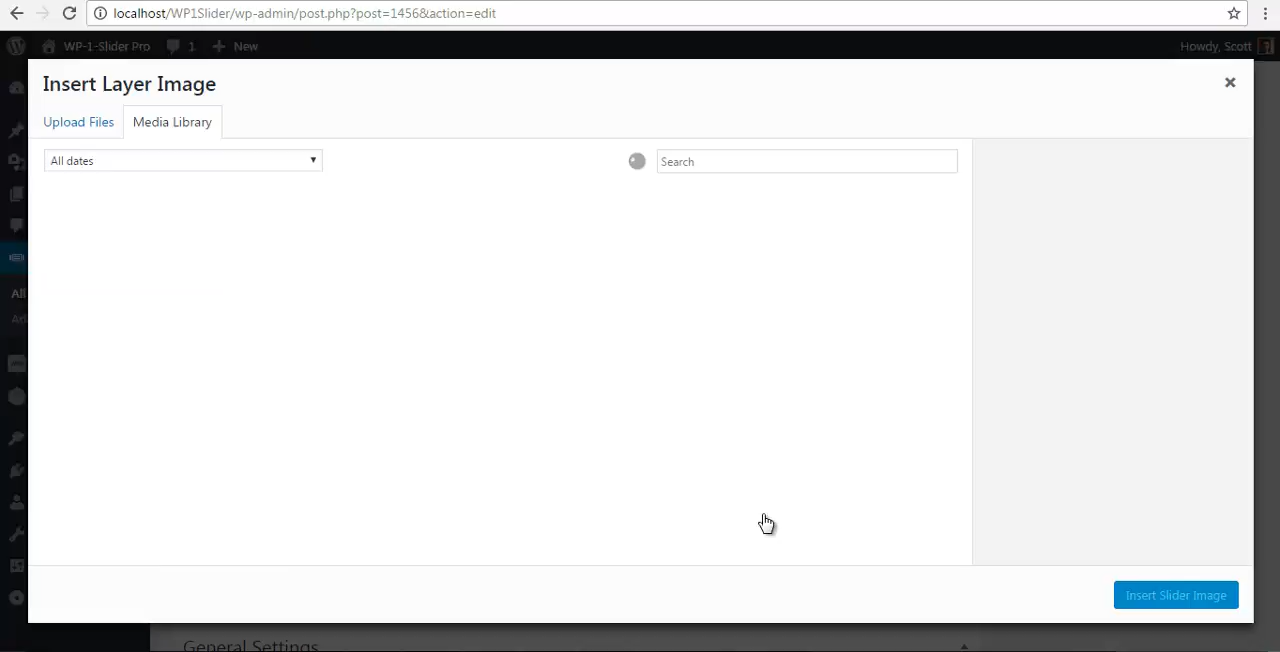 localhost/WP1Slider/wp-admin/post.php?post=1456&action=edit
WP-1-Slider Pro 1 New Howdy, Scott
Insert Layer Image
Upload Files Media Library
All dates Search
All
Insert Slider Image
General Settings